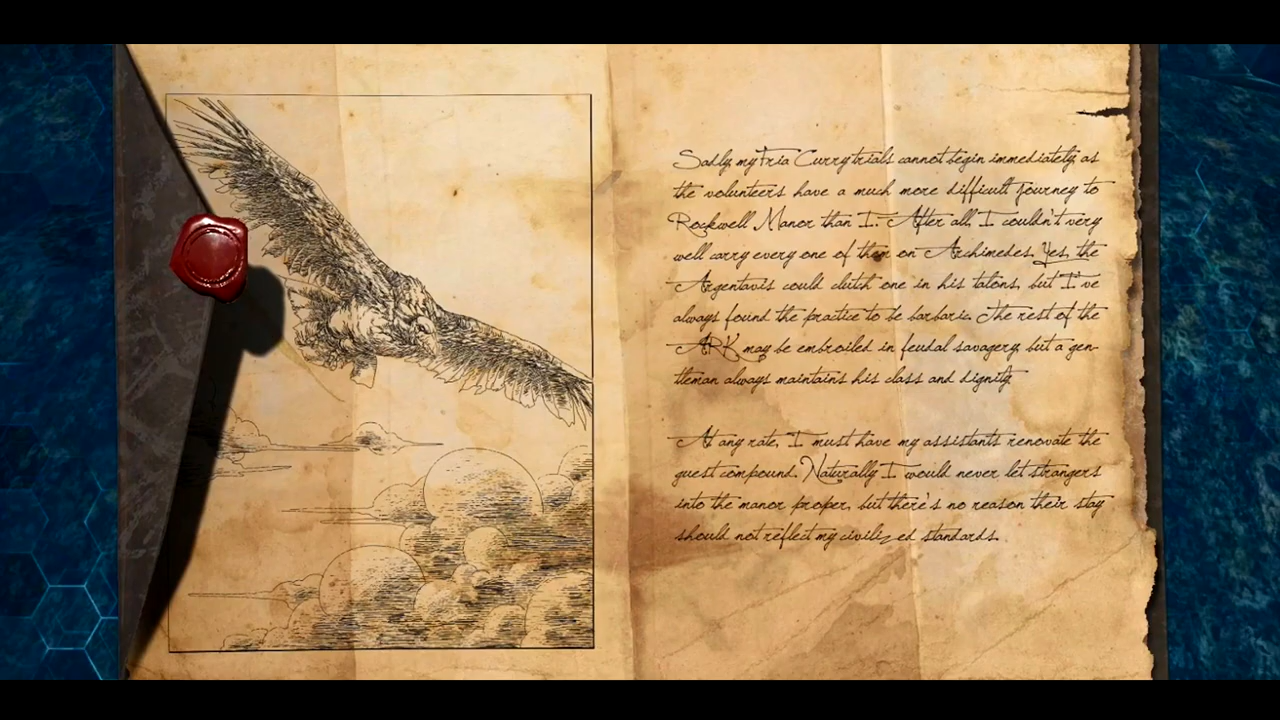 Sadly, my Fria Curry trials cannot begin immediately, as
the volunteers have a much more difficult journey to
Rockwell Manor than I. After all, I couldn't very
well carry every one of them on Archimedes. Yes, the
Argentavis could clutch one in his talons, but I've
always found the practice to be barbaric. The rest of the
ARK may be embroiled in feudal savagery, but a gen-
tleman always maintains his class and dignity.
At any rate, I must have my assistants renovate the
guest compound. Naturally I would never let strangers
into the manor proper, but there's no reason their stay
should not reflect my civilized standards.